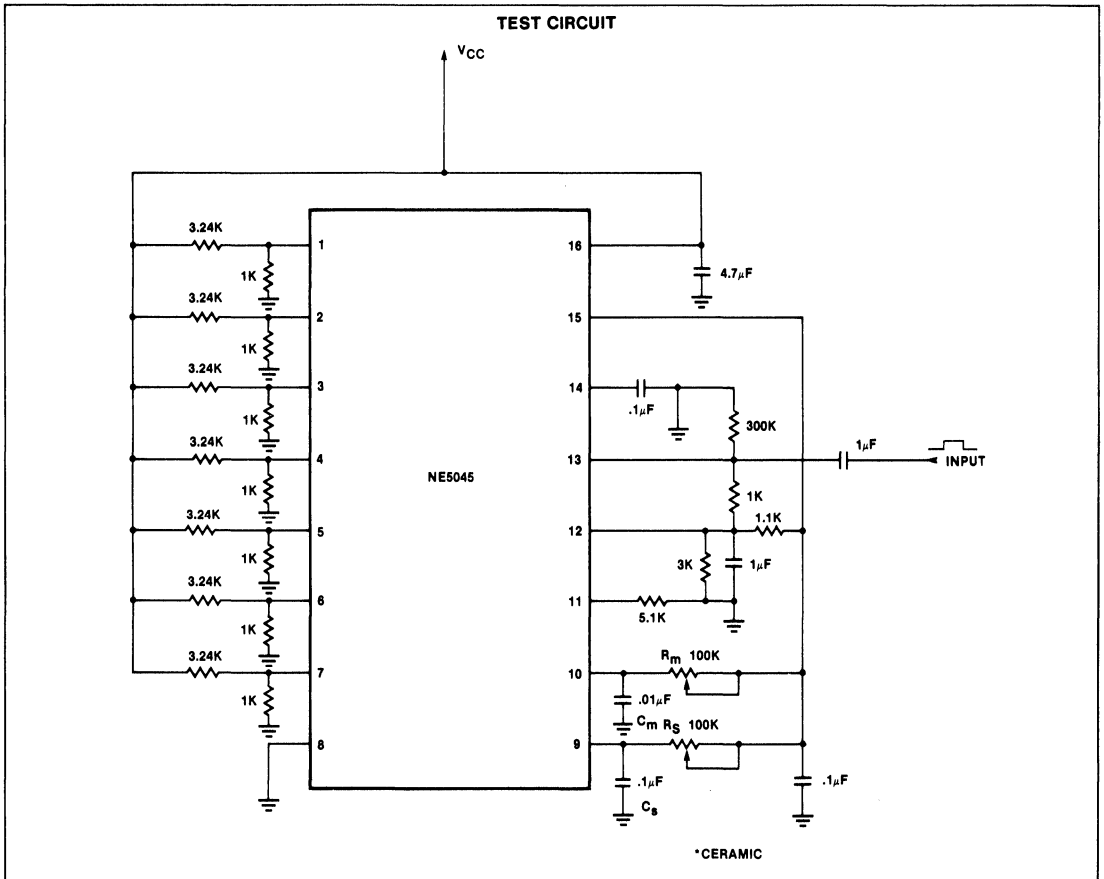 TEST CIRCUIT
VCC
3.24K
1
16
1K
4.7μF
3.24K
2
15
1K
3.24K
3
14
1K
.1μF
300K
3.24K
4
13
1μF
INPUT
1K
NE5045
1K
3.24K
5
12
1.1K
1K
3K
1μF
3.24K
6
11
1K
5.1K
3.24K
7
10
Rm 100K
1K
.01μF
Cm
RS 100K
8
9
.1μF
.1μF
Cs
*CERAMIC